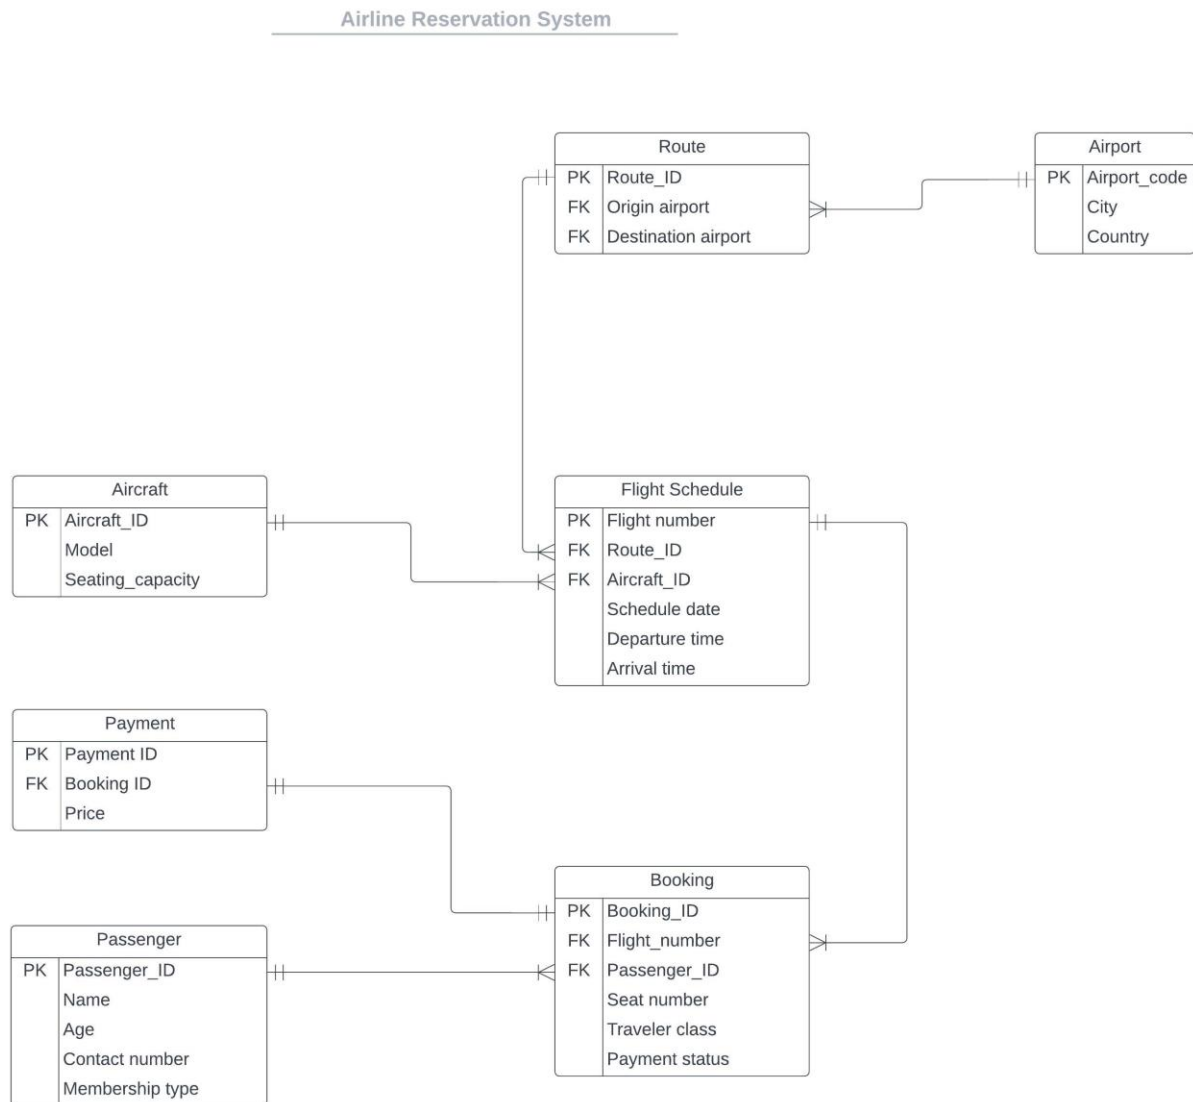 Airline Reservation System
Route
PK Route_ID
FK Origin airport
FK Destination airport
Airport
PK Airport_code
City
Country
Aircraft
PK Aircraft_ID
Model
Seating_capacity
Flight Schedule
PK Flight number
FK Route_ID
FK Aircraft_ID
Schedule date
Departure time
Arrival time
Payment
PK Payment ID
FK Booking ID
Price
Booking
PK Booking_ID
FK Flight_number
FK Passenger_ID
Seat number
Traveler class
Payment status
Passenger
PK Passenger_ID
Name
Age
Contact number
Membership type